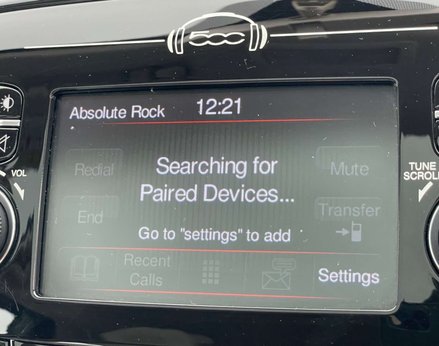 500
Absolute Rock 12:21
Redial
Searching for
Paired Devices...
Mute
VOL
TUNE
SCROLL
End
Transfer
Go to "settings" to add
Recent
Calls
Settings